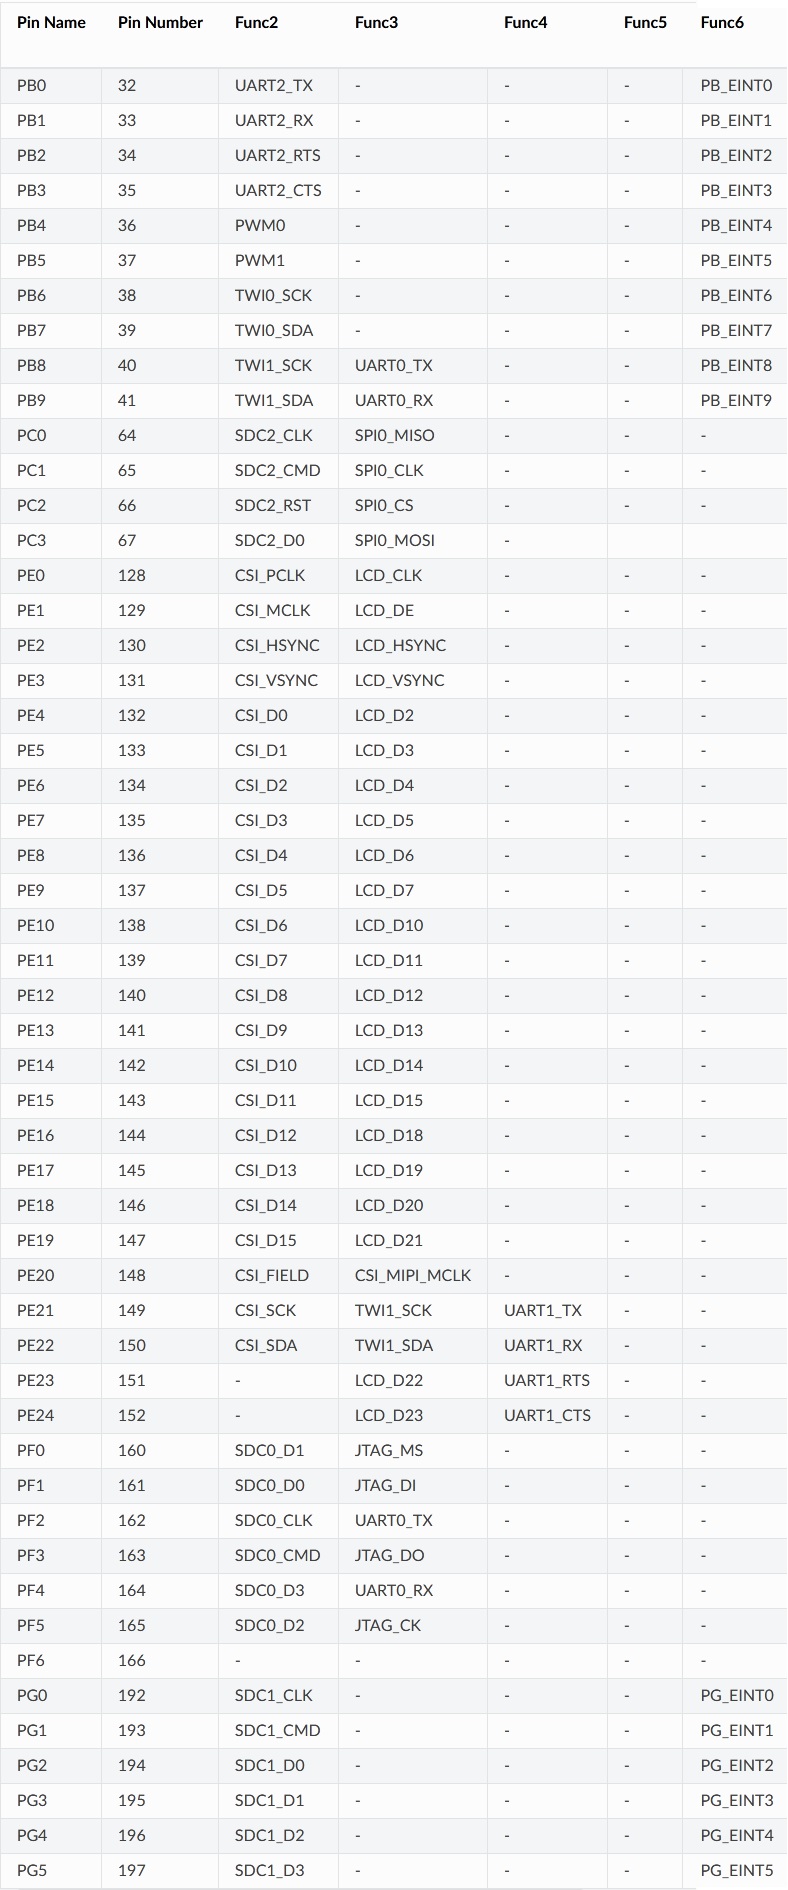 Pin Name Pin Number Func2 Func3 Func4 Func5 Func6
PB0 32 UART2_TX - - - PB_EINT0
PB1 33 UART2_RX - - - PB_EINT1
PB2 34 UART2_RTS - - - PB_EINT2
PB3 35 UART2_CTS - - - PB_EINT3
PB4 36 PWM0 - - - PB_EINT4
PB5 37 PWM1 - - - PB_EINT5
PB6 38 TWI0_SCK - - - PB_EINT6
PB7 39 TWI0_SDA - - - PB_EINT7
PB8 40 TWI1_SCK UART0_TX - - PB_EINT8
PB9 41 TWI1_SDA UART0_RX - - PB_EINT9
PC0 64 SDC2_CLK SPI0_MISO - - -
PC1 65 SDC2_CMD SPI0_CLK - - -
PC2 66 SDC2_RST SPI0_CS - - -
PC3 67 SDC2_D0 SPI0_MOSI -
PE0 128 CSI_PCLK LCD_CLK - - -
PE1 129 CSI_MCLK LCD_DE - - -
PE2 130 CSI_HSYNC LCD_HSYNC - - -
PE3 131 CSI_VSYNC LCD_VSYNC - - -
PE4 132 CSI_D0 LCD_D2 - - -
PE5 133 CSI_D1 LCD_D3 - - -
PE6 134 CSI_D2 LCD_D4 - - -
PE7 135 CSI_D3 LCD_D5 - - -
PE8 136 CSI_D4 LCD_D6 - - -
PE9 137 CSI_D5 LCD_D7 - - -
PE10 138 CSI_D6 LCD_D10 - - -
PE11 139 CSI_D7 LCD_D11 - - -
PE12 140 CSI_D8 LCD_D12 - - -
PE13 141 CSI_D9 LCD_D13 - - -
PE14 142 CSI_D10 LCD_D14 - - -
PE15 143 CSI_D11 LCD_D15 - - -
PE16 144 CSI_D12 LCD_D18 - - -
PE17 145 CSI_D13 LCD_D19 - - -
PE18 146 CSI_D14 LCD_D20 - - -
PE19 147 CSI_D15 LCD_D21 - - -
PE20 148 CSI_FIELD CSI_MIPI_MCLK - - -
PE21 149 CSI_SCK TWI1_SCK UART1_TX - -
PE22 150 CSI_SDA TWI1_SDA UART1_RX - -
PE23 151 - LCD_D22 UART1_RTS - -
PE24 152 - LCD_D23 UART1_CTS - -
PF0 160 SDC0_D1 JTAG_MS - - -
PF1 161 SDC0_D0 JTAG_DI - - -
PF2 162 SDC0_CLK UART0_TX - - -
PF3 163 SDC0_CMD JTAG_DO - - -
PF4 164 SDC0_D3 UART0_RX - - -
PF5 165 SDC0_D2 JTAG_CK - - -
PF6 166 - - - - -
PG0 192 SDC1_CLK - - - PG_EINT0
PG1 193 SDC1_CMD - - - PG_EINT1
PG2 194 SDC1_D0 - - - PG_EINT2
PG3 195 SDC1_D1 - - - PG_EINT3
PG4 196 SDC1_D2 - - - PG_EINT4
PG5 197 SDC1_D3 - - - PG_EINT5